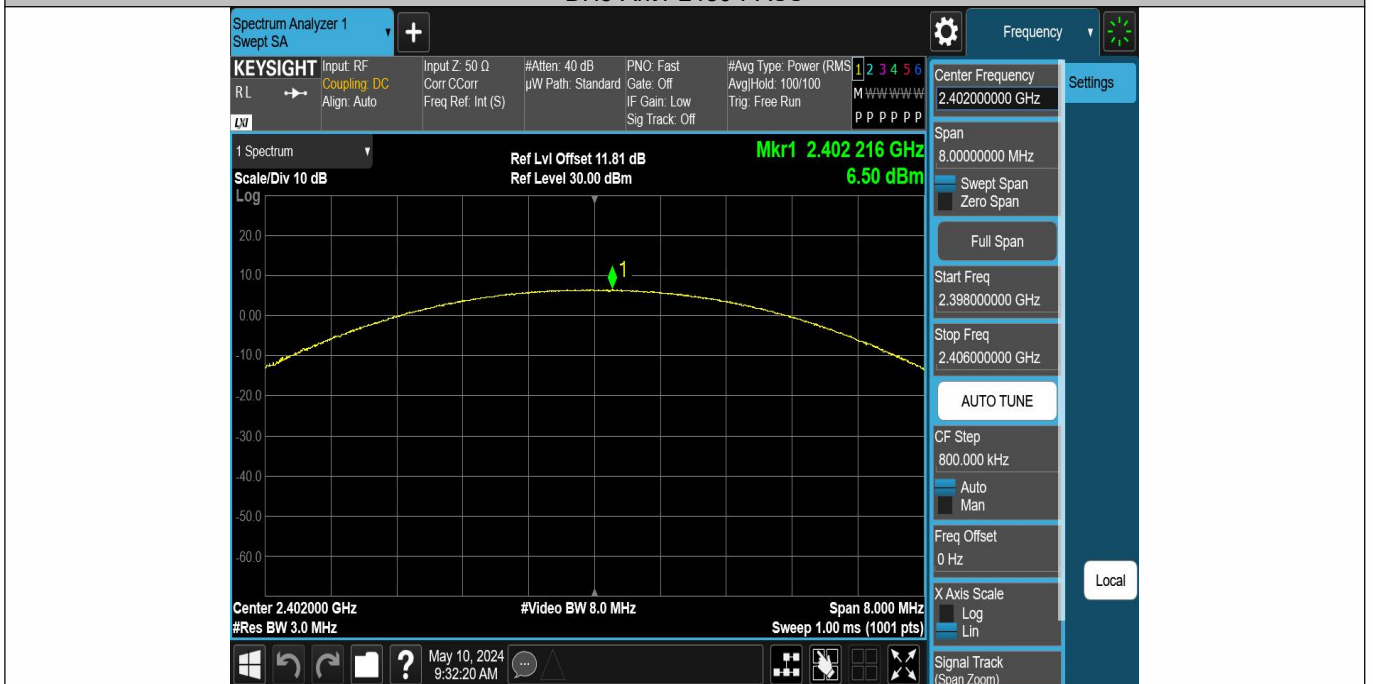 Spectrum Analyzer 1
Swept SA
Frequency
KEYSIGHT
RL
LXI
Input: RF
Coupling: DC
Align: Auto
Input Z: 50 Ω
Corr CCorr
Freq Ref: Int (S)
#Atten: 40 dB
µW Path: Standard
PNO: Fast
Gate: Off
IF Gain: Low
Sig Track: Off
#Avg Type: Power (RMS
Avg|Hold: 100/100
Trig: Free Run
1 2 3 4 5 6
M W W W W W
P P P P P P
1 Spectrum
Scale/Div 10 dB
Log
Ref Lvl Offset 11.81 dB
Ref Level 30.00 dBm
Mkr1 2.402 216 GHz
6.50 dBm
1
20.0
10.0
0.00
-10.0
-20.0
-30.0
-40.0
-50.0
-60.0
Center 2.402000 GHz
#Res BW 3.0 MHz
#Video BW 8.0 MHz
Span 8.000 MHz
Sweep 1.00 ms (1001 pts)
May 10, 2024
9:32:20 AM
Center Frequency
2.402000000 GHz
Settings
Span
8.00000000 MHz
Swept Span
Zero Span
Full Span
Start Freq
2.398000000 GHz
Stop Freq
2.406000000 GHz
AUTO TUNE
CF Step
800.000 kHz
Auto
Man
Freq Offset
0 Hz
Local
X Axis Scale
Log
Lin
Signal Track
(Span Zoom)